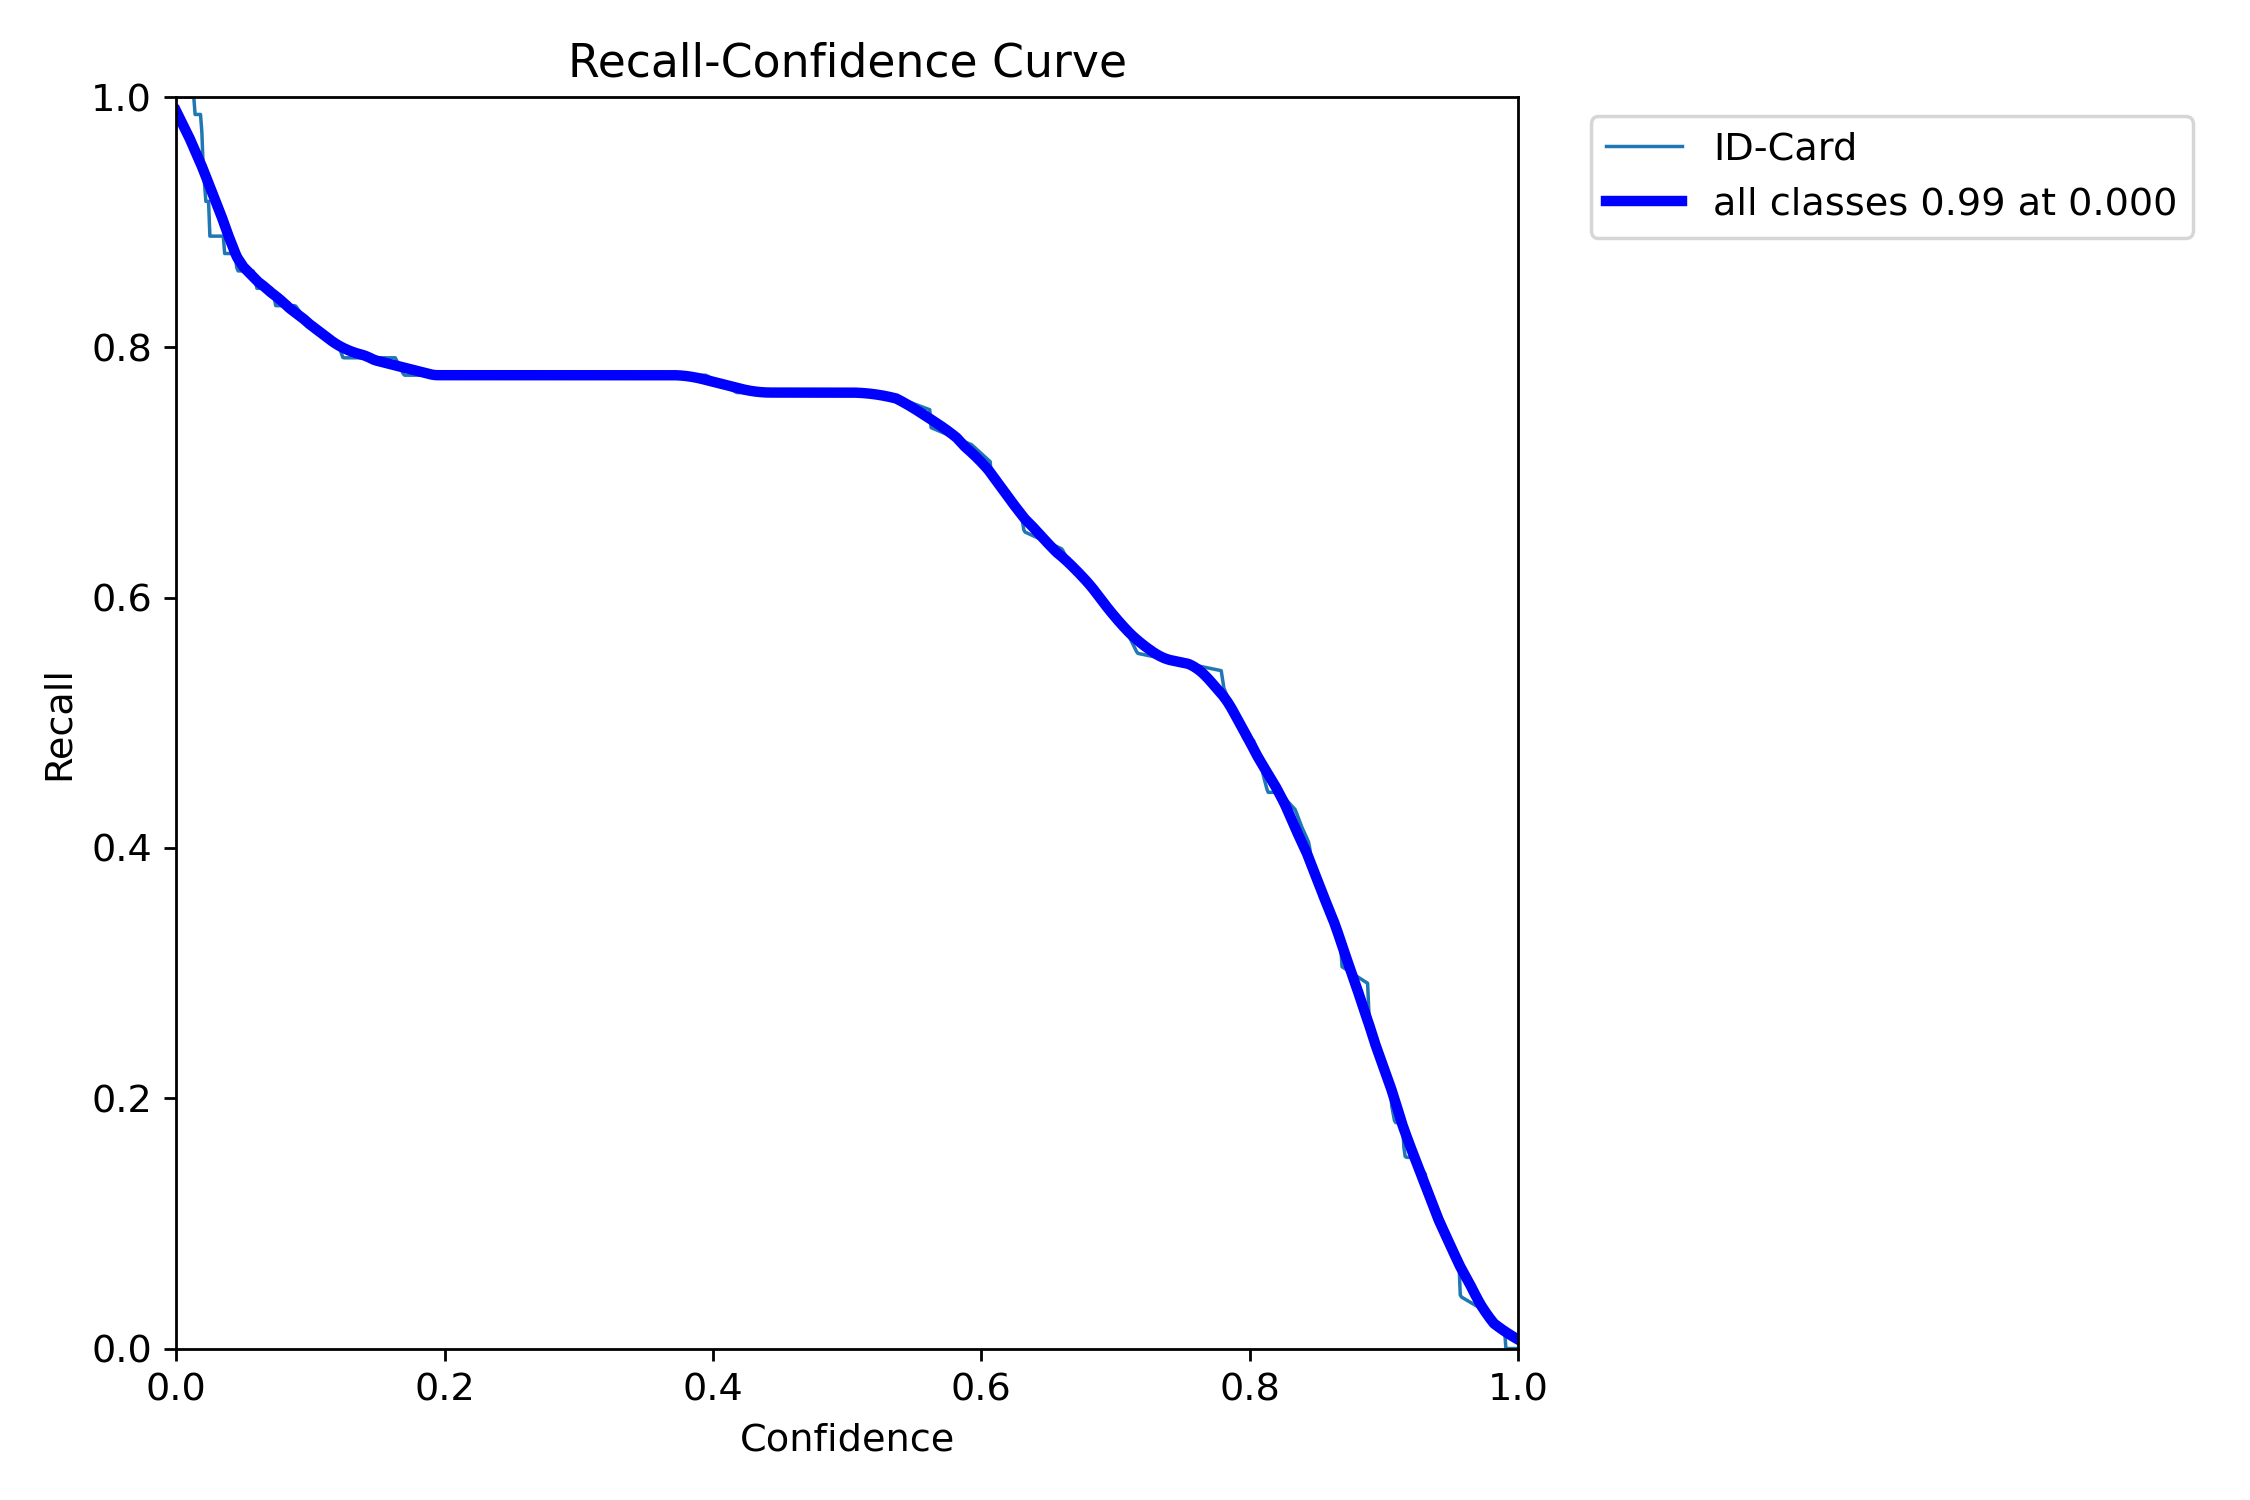 Recall-Confidence Curve
ID-Card
all classes 0.99 at 0.000
1.0
0.8
0.6
0.4
0.2
0.0
Recall
0.0 0.2 0.4 0.6 0.8 1.0
Confidence